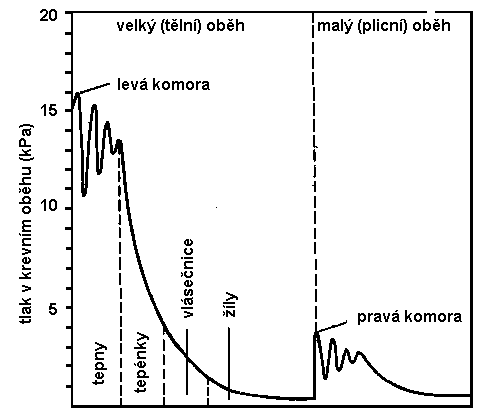 20
velký (tělní) oběh
malý (plicní) oběh
levá komora
15
10
5
tlak v krevním oběhu (kPa)
tepny
tepénky
vlásečnice
žíly
pravá komora